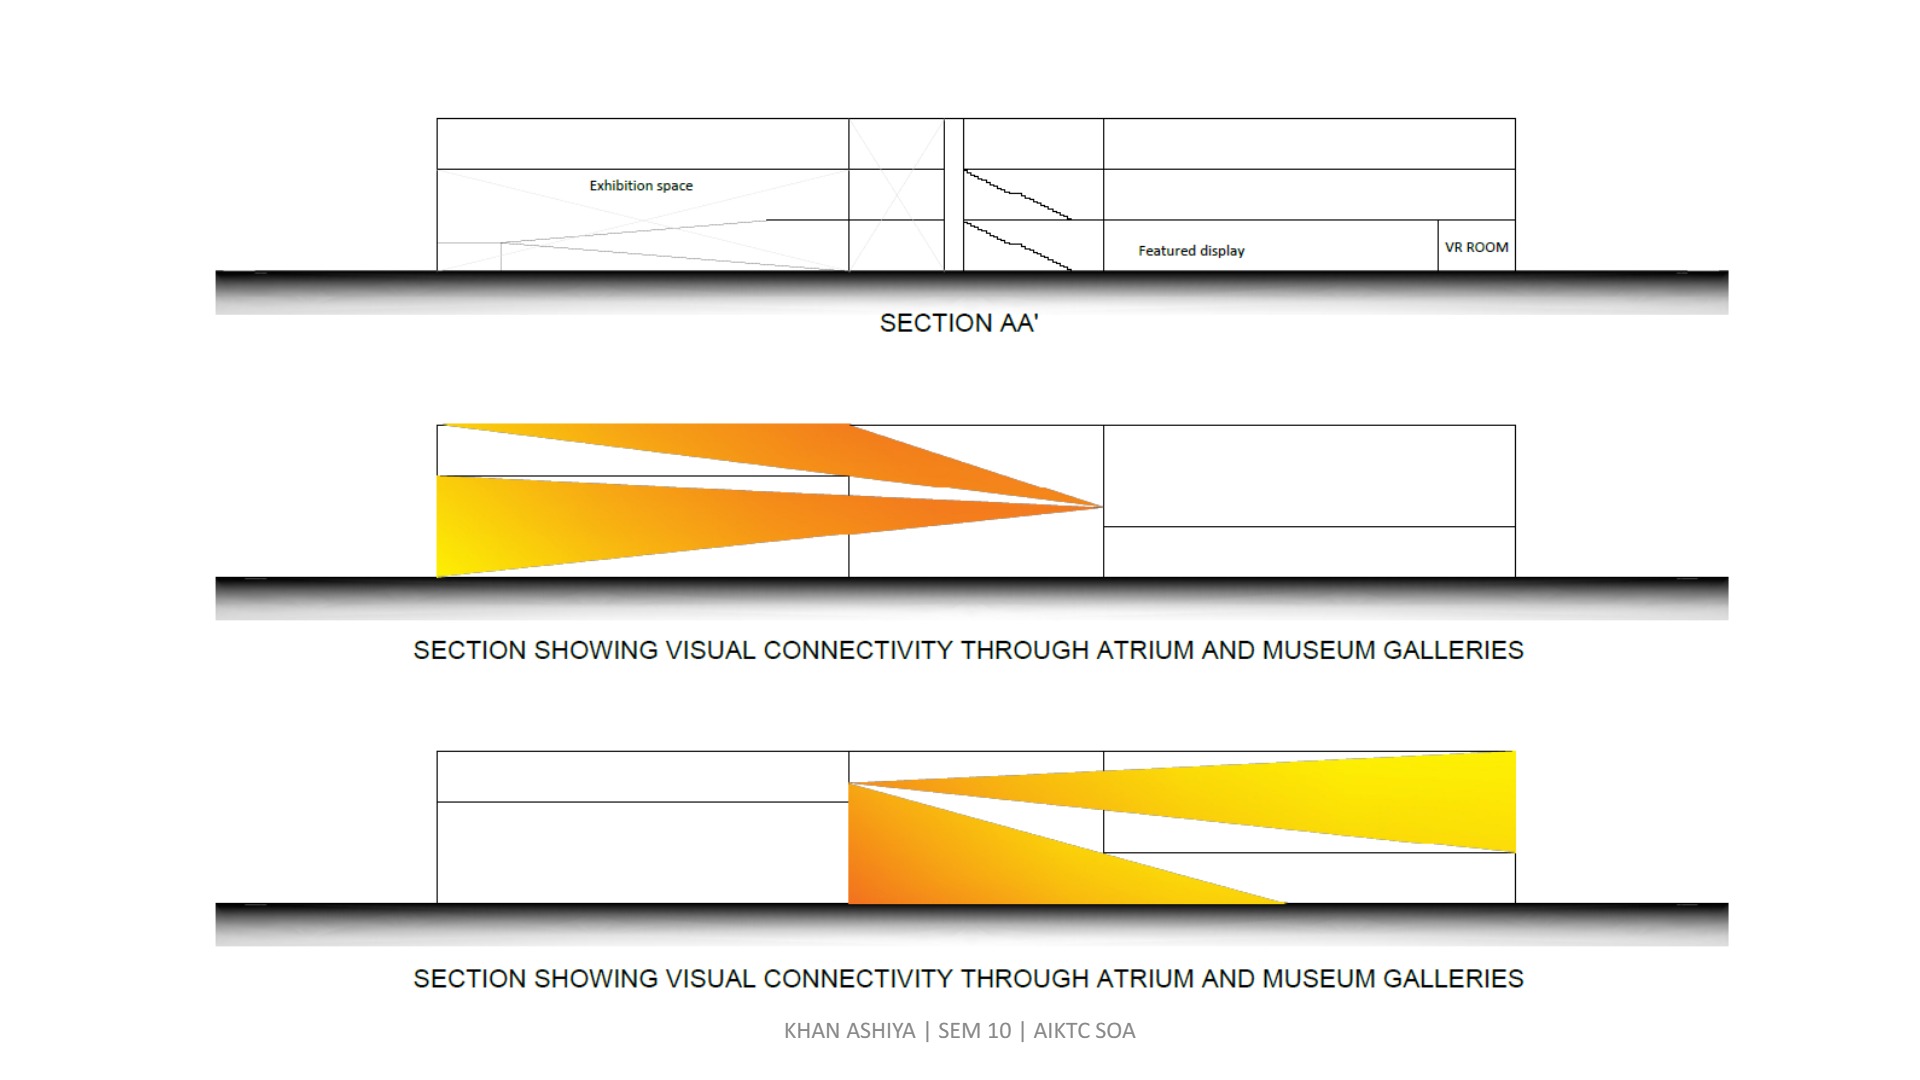 Exhibition space
Featured display
VR ROOM
SECTION AA'
SECTION SHOWING VISUAL CONNECTIVITY THROUGH ATRIUM AND MUSEUM GALLERIES
SECTION SHOWING VISUAL CONNECTIVITY THROUGH ATRIUM AND MUSEUM GALLERIES
KHAN ASHIYA | SEM 10 | AIKTC SOA